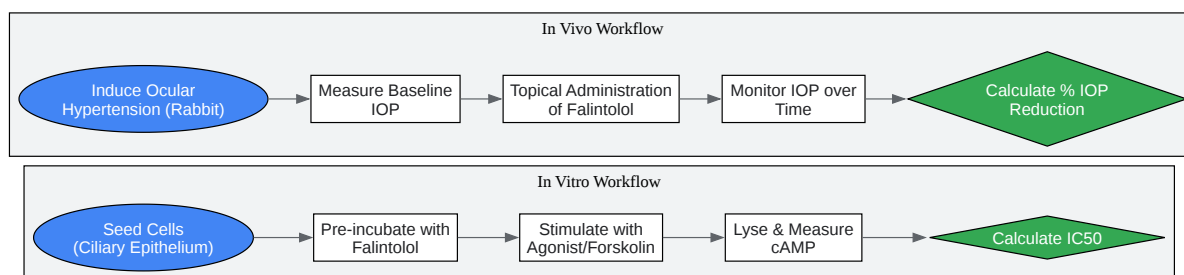 In Vivo Workflow
Induce Ocular
Hypertension (Rabbit)
Measure Baseline
IOP
Topical Administration
of Falintolol
Monitor IOP over
Time
Calculate % IOP
Reduction
In Vitro Workflow
Seed Cells
(Ciliary Epithelium)
Pre-incubate with
Falintolol
Stimulate with
Agonist/Forskolin
Lyse & Measure
cAMP
Calculate IC50